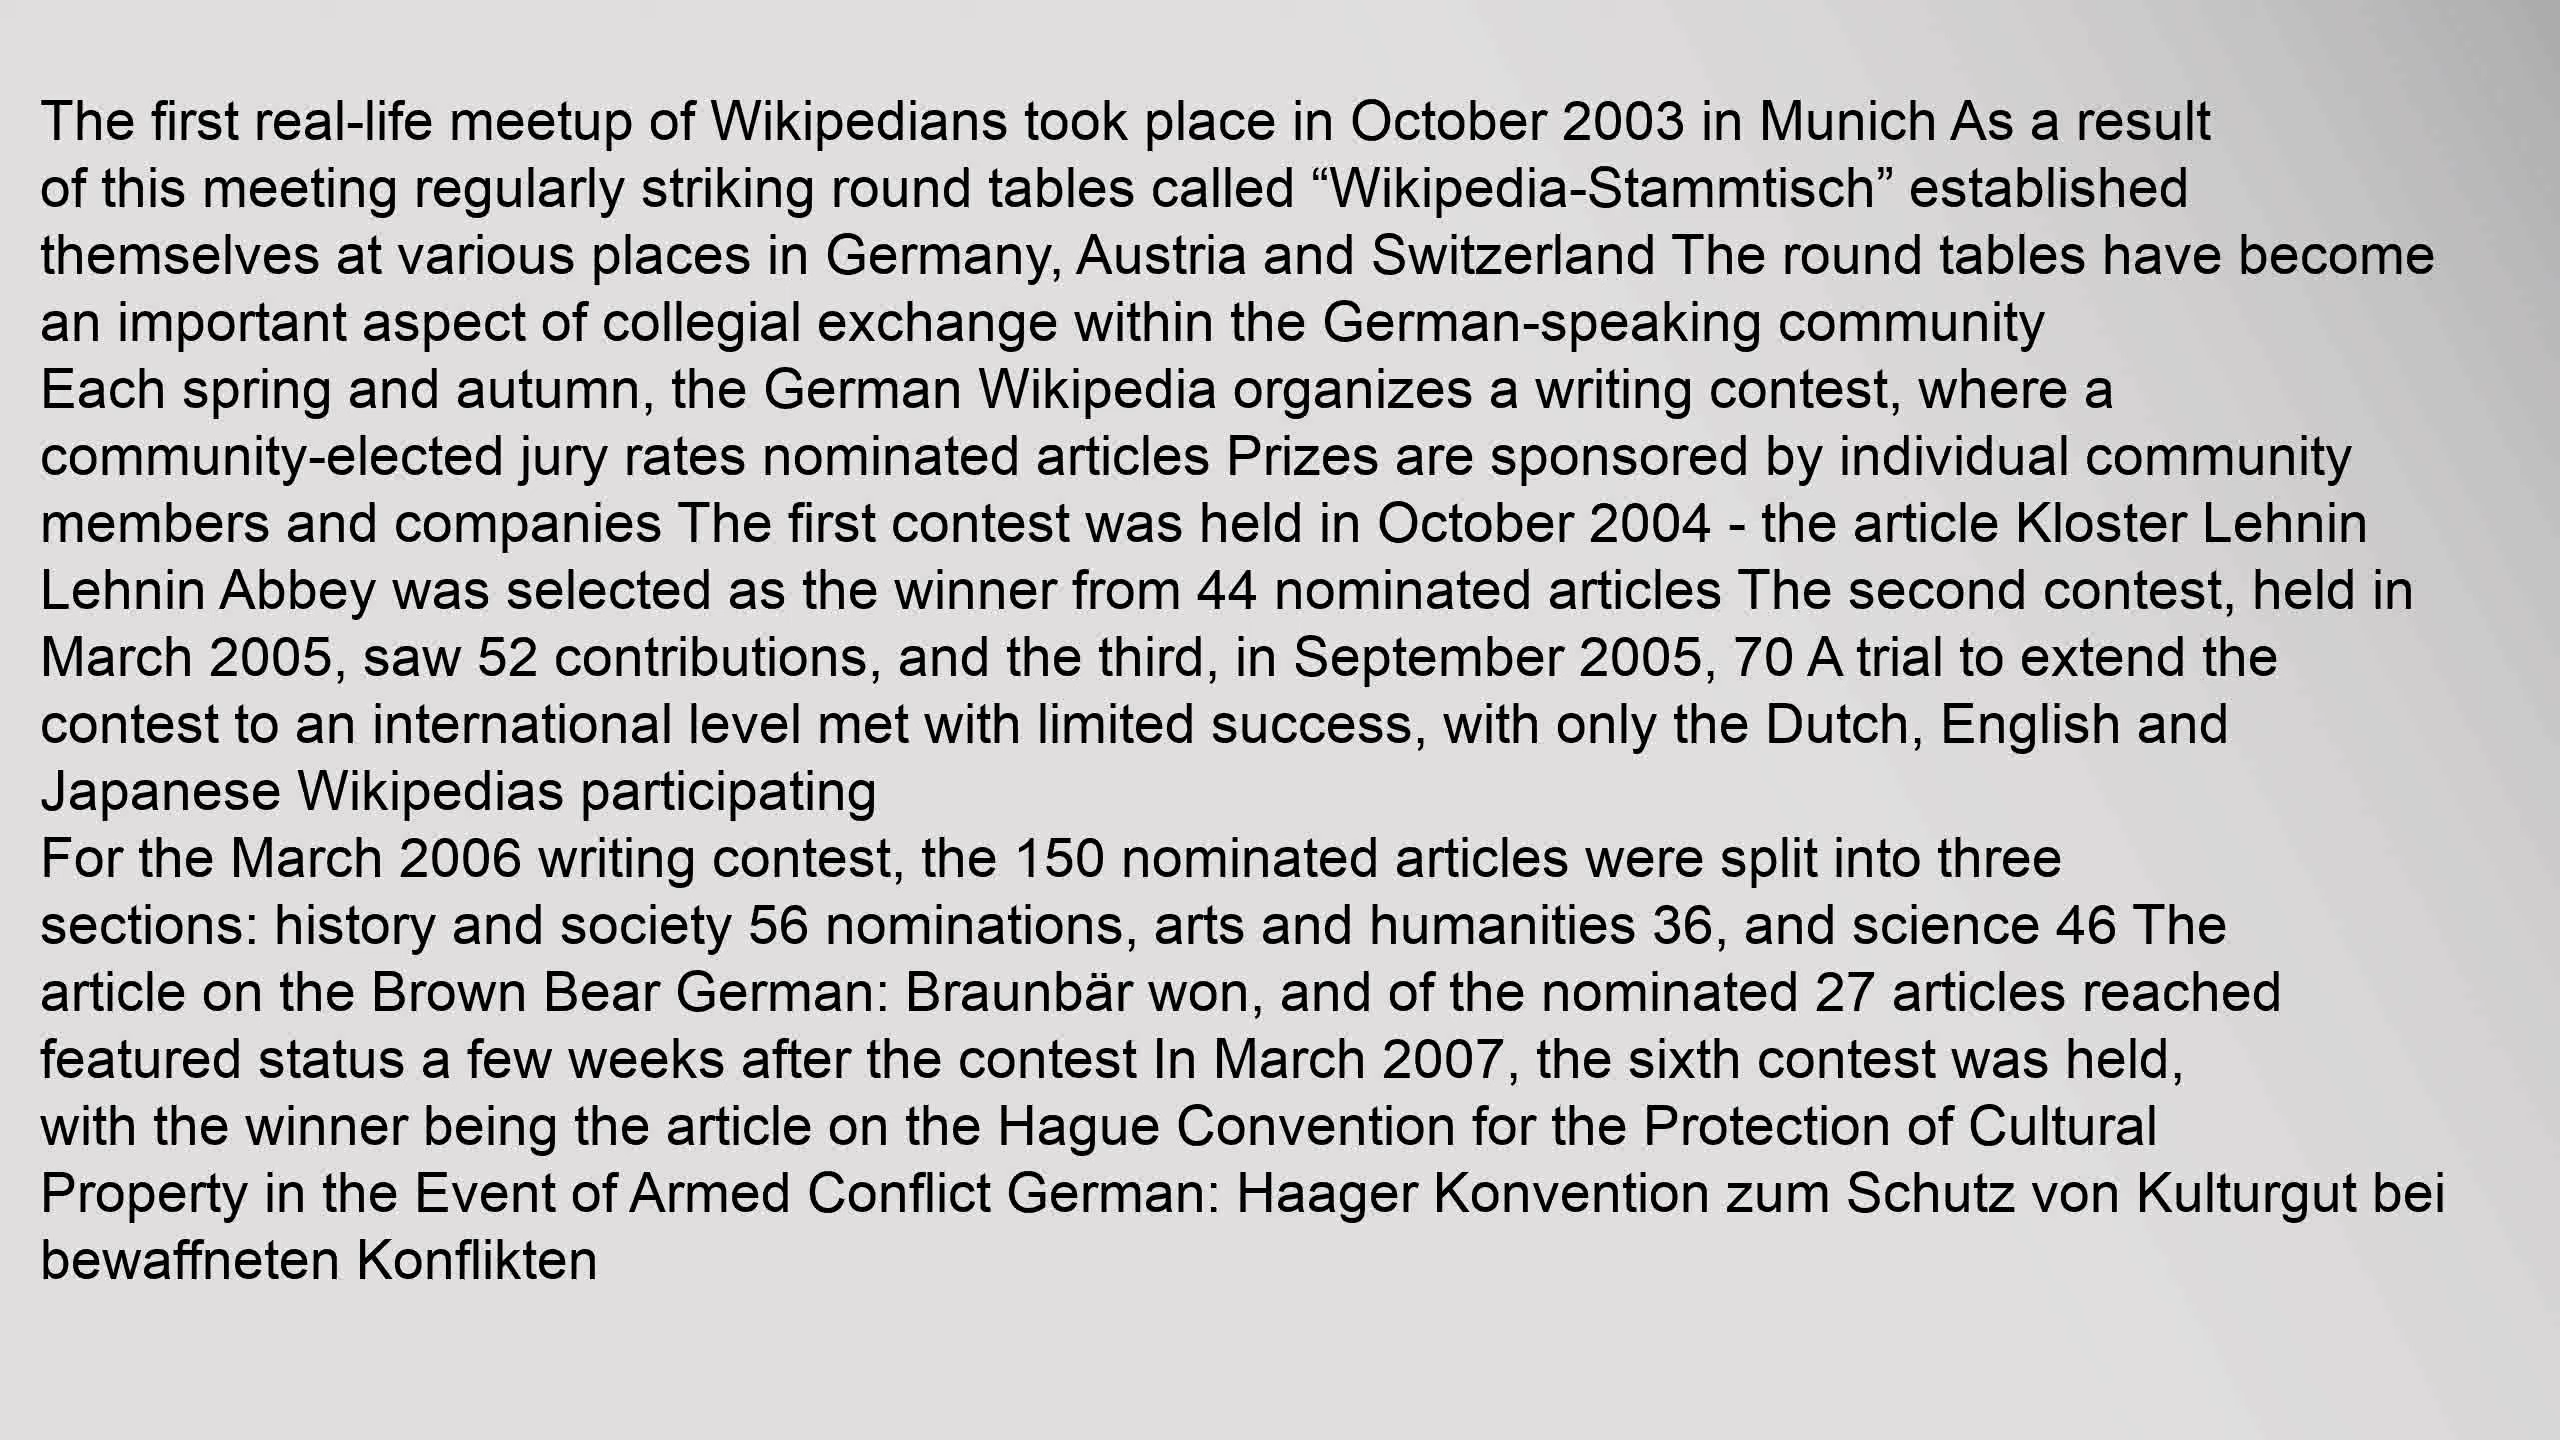 The first real-life meetup of Wikipedians took place in October 2003 in Munich As a result
of this meeting regularly striking round tables called “Wikipedia-Stammtisch” established
themselves at various places in Germany, Austria and Switzerland The round tables have become
an important aspect of collegial exchange within the German-speaking community
Each spring and autumn, the German Wikipedia organizes a writing contest, where a
community-elected jury rates nominated articles Prizes are sponsored by individual community
members and companies The first contest was held in October 2004 - the article Kloster Lehnin
Lehnin Abbey was selected as the winner from 44 nominated articles The second contest, held in
March 2005, saw 52 contributions, and the third, in September 2005, 70 A trial to extend the
contest to an international level met with limited success, with only the Dutch, English and
Japanese Wikipedias participating
For the March 2006 writing contest, the 150 nominated articles were split into three
sections: history and society 56 nominations, arts and humanities 36, and science 46 The
article on the Brown Bear German: Braunbär won, and of the nominated 27 articles reached
featured status a few weeks after the contest In March 2007, the sixth contest was held,
with the winner being the article on the Hague Convention for the Protection of Cultural
Property in the Event of Armed Conflict German: Haager Konvention zum Schutz von Kulturgut bei
bewaffneten Konflikten